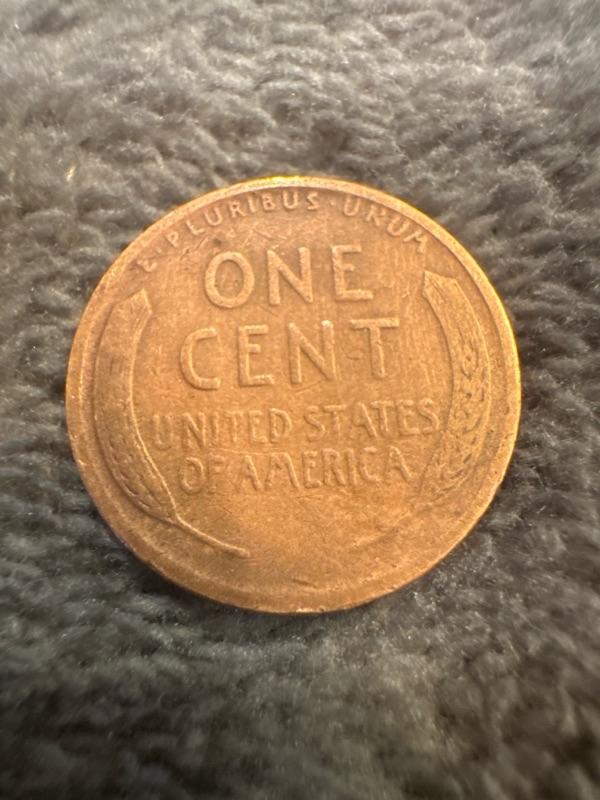 E·PLURIBUS·UNUM
ONE
CENT
UNITED STATES
OF AMERICA